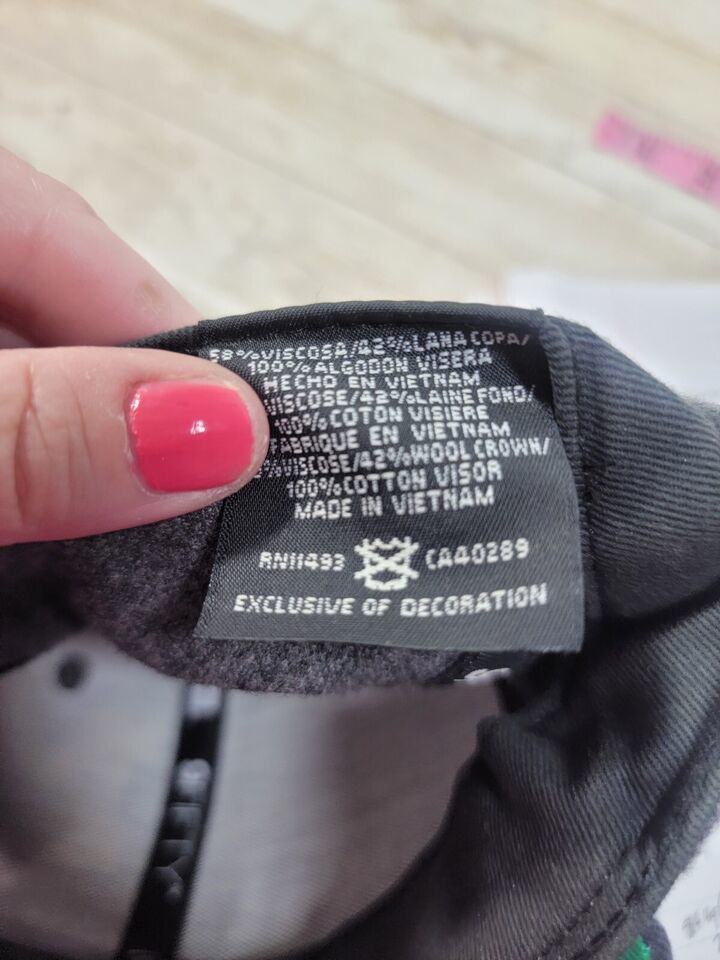 58%VISCOSA/42%LANA COPA/
100%ALGODON VISERA
HECHO EN VIETNAM
VISCOSE/42%LAINE FOND/
100%COTON VISIERE
FABRIQUE EN VIETNAM
%VISCOSE/42%WOOL CROWN/
100%COTTON VISOR
MADE IN VIETNAM
RN11493 CA40289
EXCLUSIVE OF DECORATION